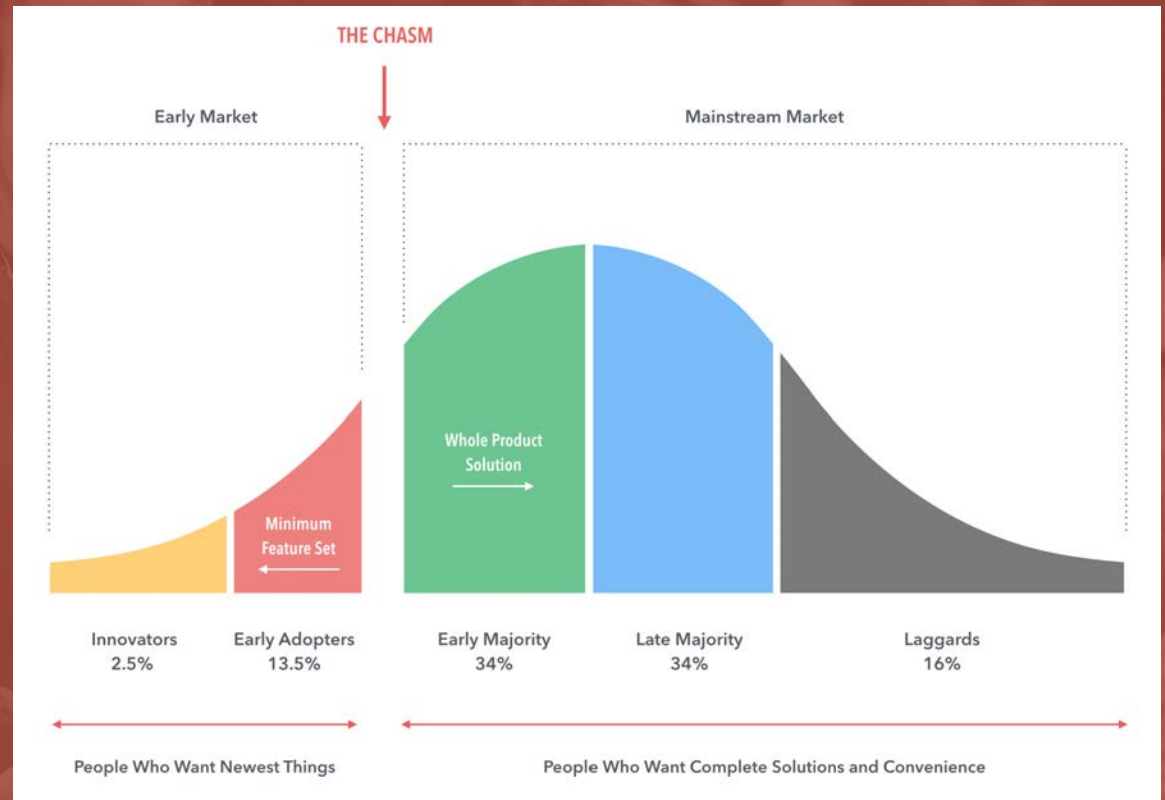 THE CHASM
Early Market
Mainstream Market
Whole Product
Solution
Minimum
Feature Set
Innovators
2.5%
Early Adopters
13.5%
Early Majority
34%
Late Majority
34%
Laggards
16%
People Who Want Newest Things
People Who Want Complete Solutions and Convenience